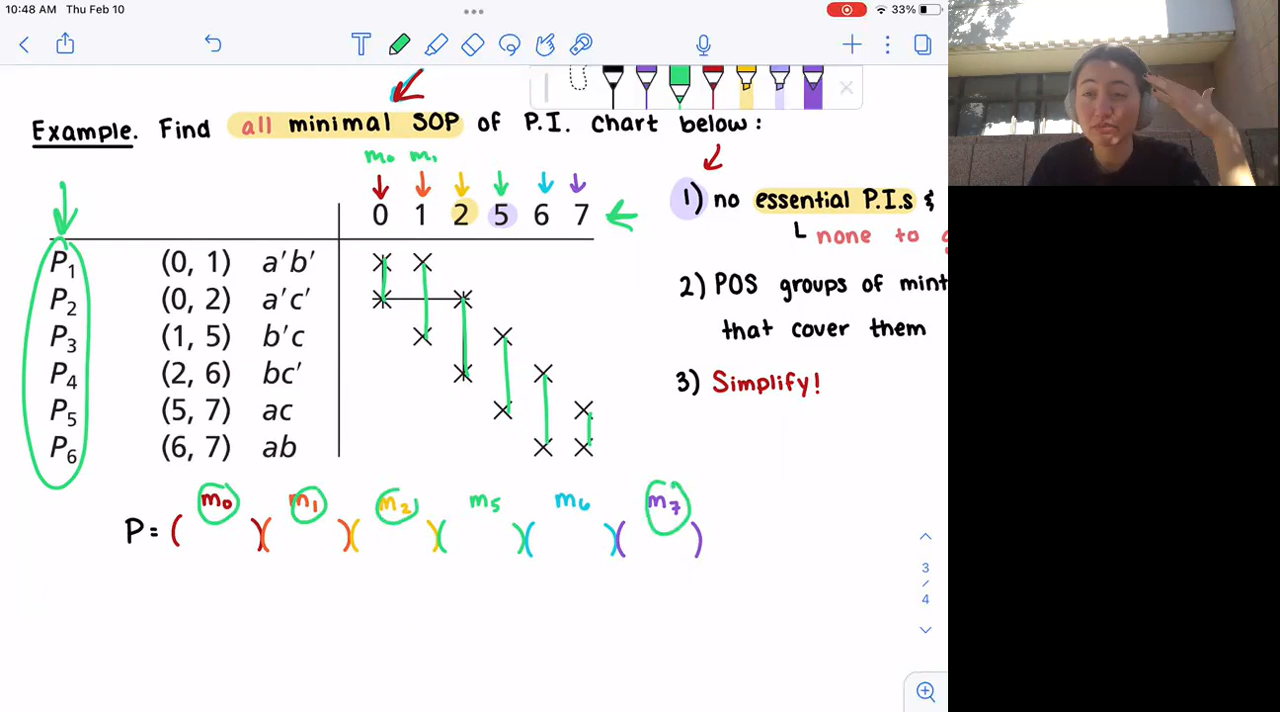 10:48 AM Thu Feb 10
33%
Example. Find all minimal SOP of P.I. Chart below:
m₀ m₁
0 1 2 5 6 7
P₁ (0, 1) a′b′
P₂ (0, 2) a′c′
P₃ (1, 5) b′c
P₄ (2, 6) bc′
P₅ (5, 7) ac
P₆ (6, 7) ab
1) no essential P.I.s &
none to
2) POS groups of mint
that cover them
3) Simplify!
m₀ m₁ m₂ m₅ m₆ m₇
P = ( )( )( )( )( )( )
3
/
4